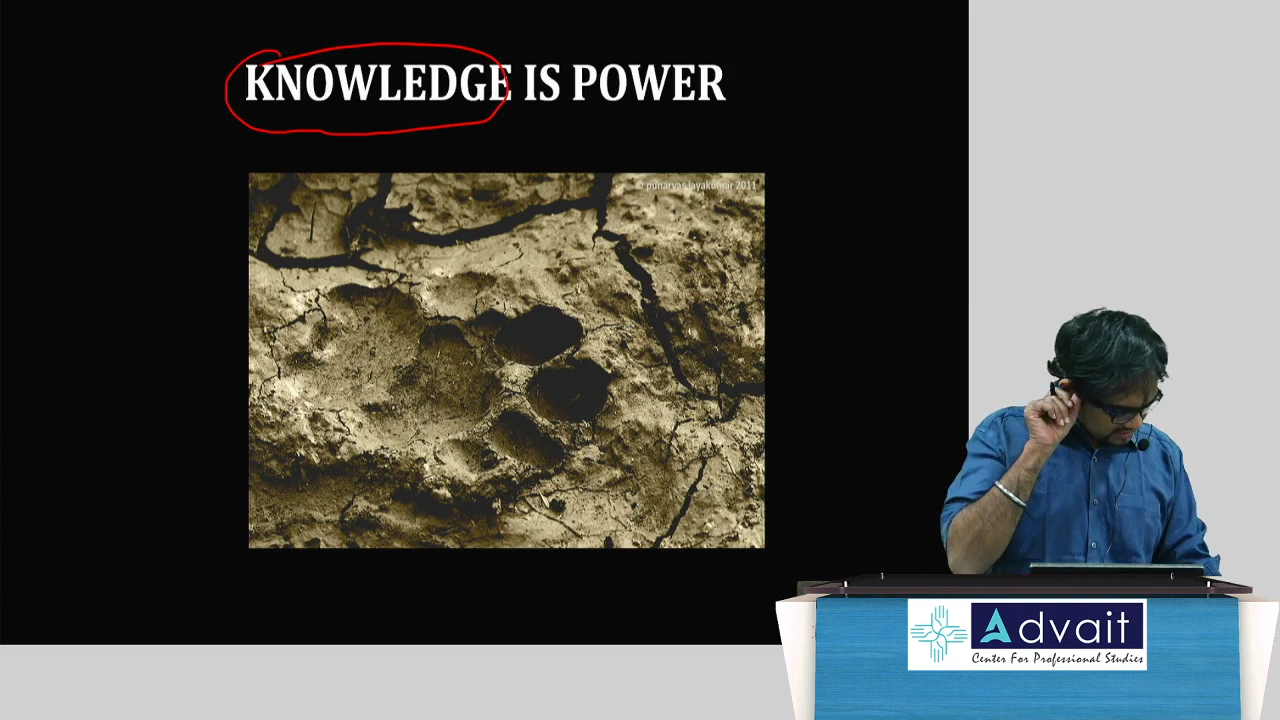 KNOWLEDGE IS POWER
© punarvas jayakumar 2011
Advait
Center For Professional Studies